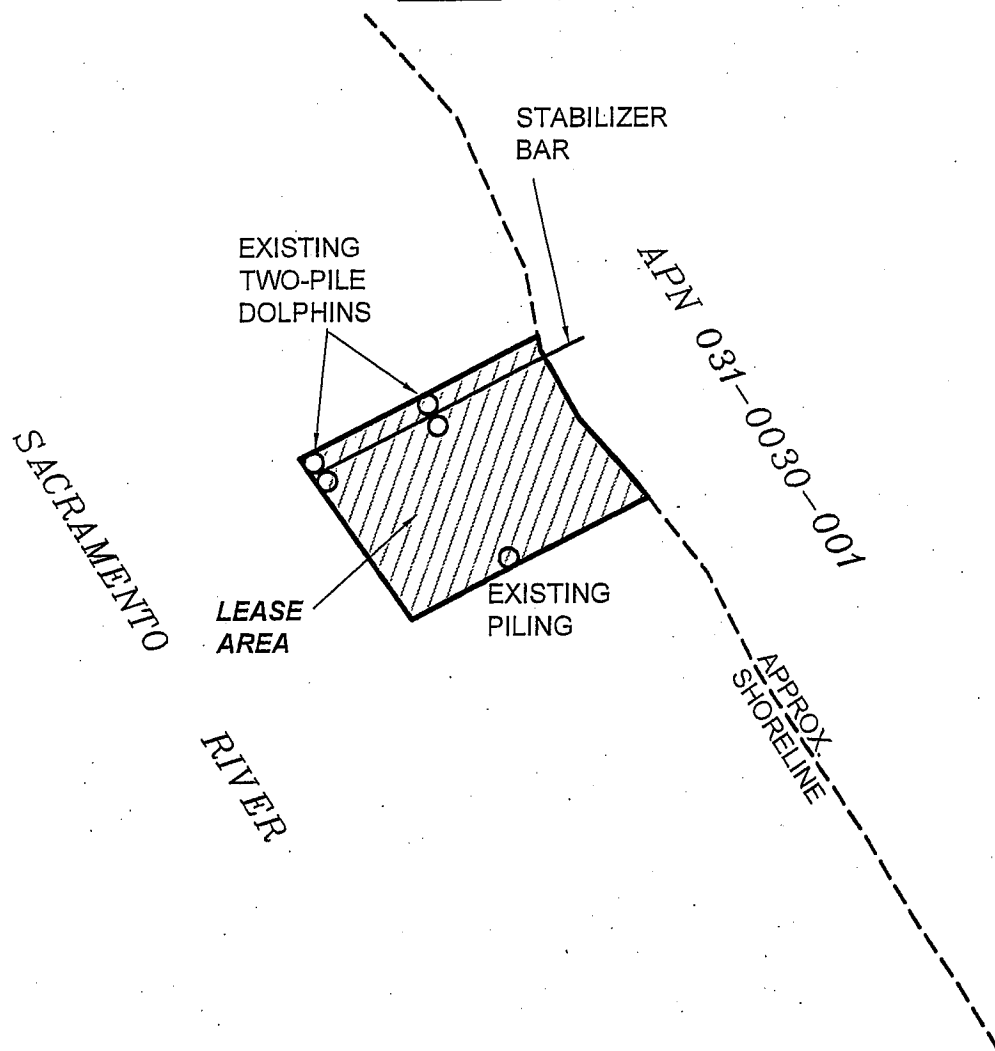 STABILIZER
BAR
EXISTING
TWO-PILE
DOLPHINS
APN 031-0030-001
SACRAMENTO
RIVER
LEASE
AREA
EXISTING
PILING
APPROX.
SHORELINE